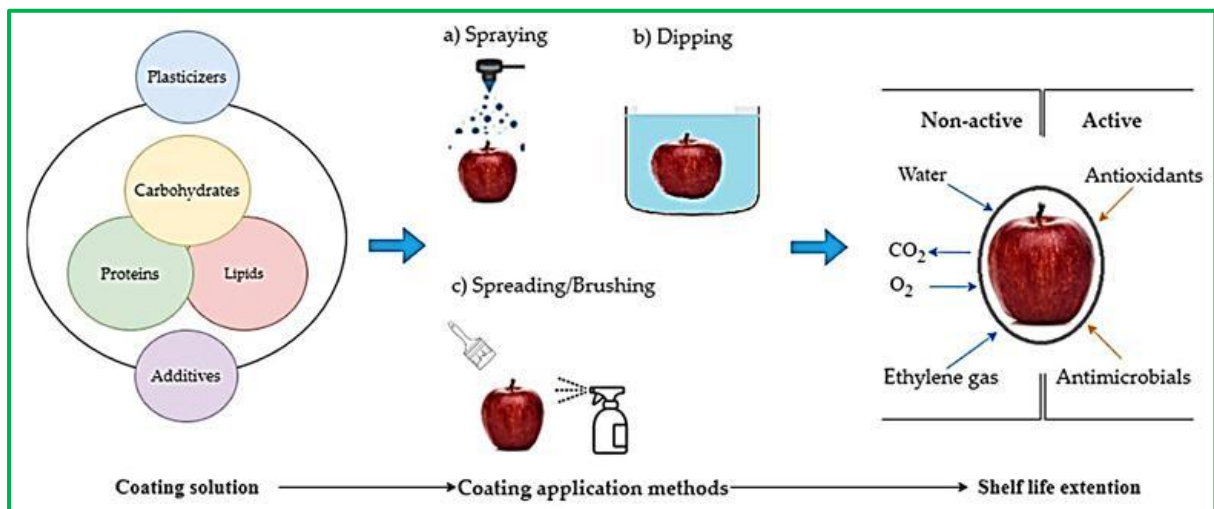 Plasticizers
Carbohydrates
Proteins
Lipids
Additives
a) Spraying
b) Dipping
c) Spreading/Brushing
Non-active
Active
Water
Antioxidants
CO₂
O₂
Ethylene gas
Antimicrobials
Coating solution
Coating application methods
Shelf life extention